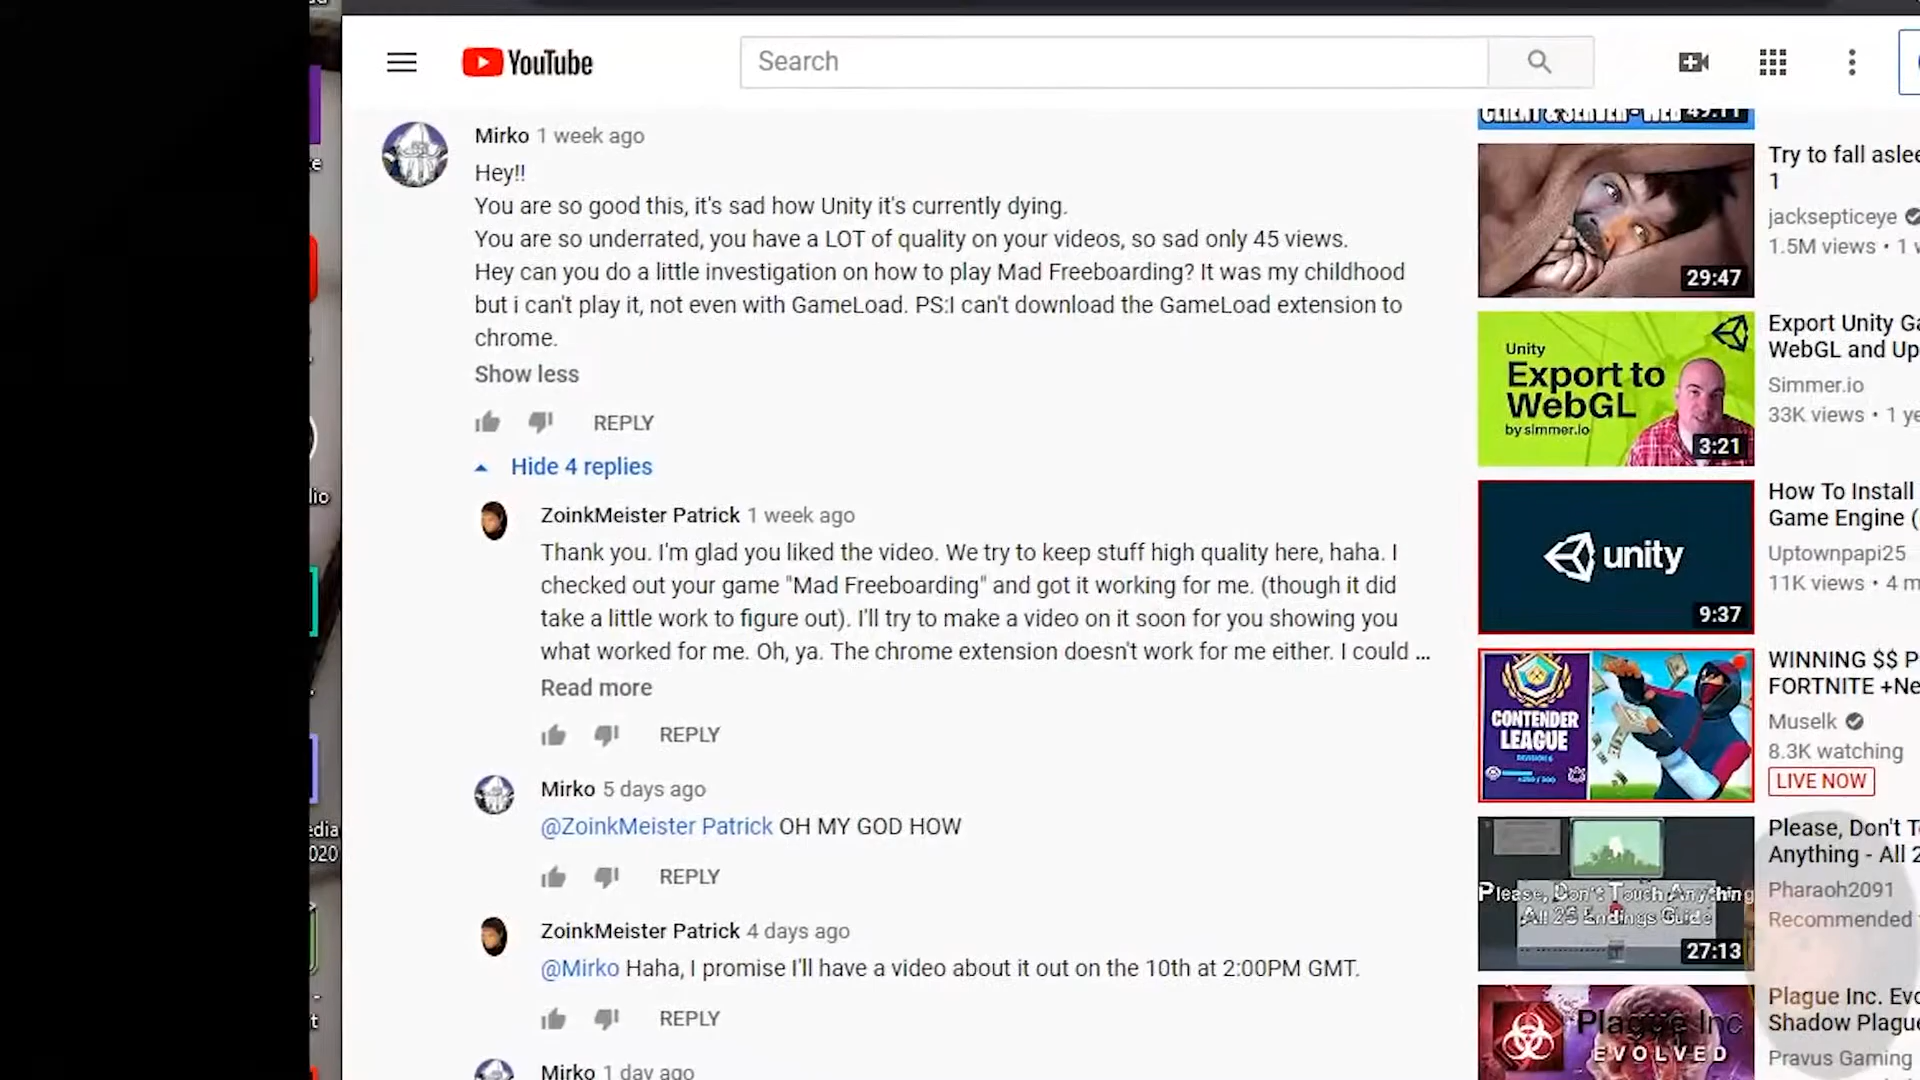 YouTube
Search
Mirko 1 week ago
Hey!!
You are so good this, it's sad how Unity it's currently dying.
You are so underrated, you have a LOT of quality on your videos, so sad only 45 views.
Hey can you do a little investigation on how to play Mad Freeboarding? It was my childhood
but i can't play it, not even with GameLoad. PS:I can't download the GameLoad extension to
chrome.
Show less
REPLY
Hide 4 replies
ZoinkMeister Patrick 1 week ago
Thank you. I'm glad you liked the video. We try to keep stuff high quality here, haha. I
checked out your game "Mad Freeboarding" and got it working for me. (though it did
take a little work to figure out). I'll try to make a video on it soon for you showing you
what worked for me. Oh, ya. The chrome extension doesn't work for me either. I could ...
Read more
REPLY
Mirko 5 days ago
@ZoinkMeister Patrick OH MY GOD HOW
REPLY
ZoinkMeister Patrick 4 days ago
@Mirko Haha, I promise I'll have a video about it out on the 10th at 2:00PM GMT.
REPLY
Mirko 1 day ago
CLIENT & SERVER - WEB 49:11
Try to fall aslee
1
jacksepticeye
1.5M views • 1 w
29:47
Unity
Export to
WebGL
by simmer.io
3:21
Export Unity Ga
WebGL and Up
Simmer.io
33K views • 1 ye
unity
9:37
How To Install
Game Engine (
Uptownpapi25
11K views • 4 m
CONTENDER
LEAGUE
WINNING $$ P
FORTNITE +Ne
Muselk
8.3K watching
LIVE NOW
Please, Don't Touch Anything
All 25 Endings Guide
27:13
Please, Don't T
Anything - All 2
Pharaoh2091
Recommended
Plague Inc
EVOLVED
Plague Inc. Evo
Shadow Plague
Pravus Gaming
lio
edia
020